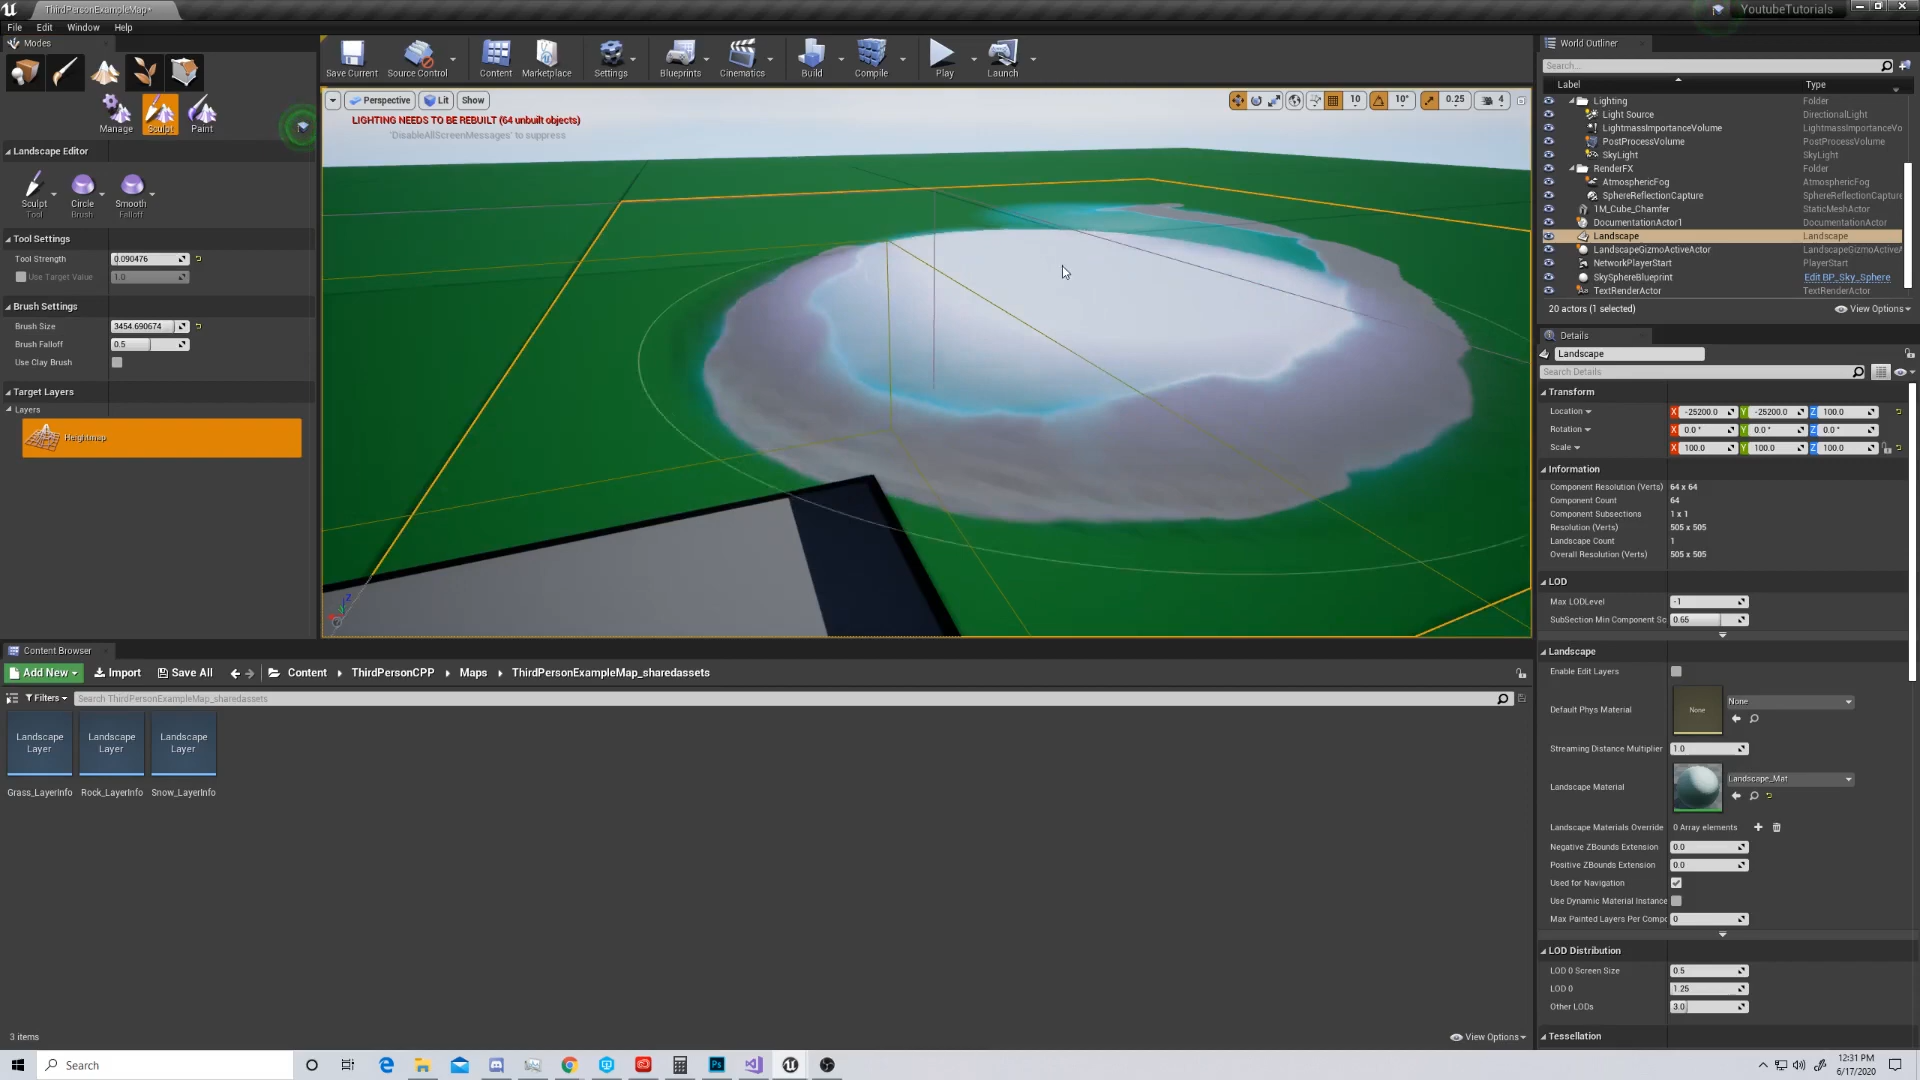 ThirdPersonExampleMap*
YoutubeTutorials
File Edit Window Help
Modes
Manage Sculpt Paint
Landscape Editor
Sculpt Circle Smooth
Tool Brush Falloff
Tool Settings
Tool Strength 0.090476
Use Target Value 1.0
Brush Settings
Brush Size 3454.690674
Brush Falloff 0.5
Use Clay Brush
Target Layers
Layers
Heightmap
Save Current Source Control Content Marketplace Settings Blueprints Cinematics Build Compile Play Launch
Perspective Lit Show
10 10° 0.25 4
LIGHTING NEEDS TO BE REBUILT (64 unbuilt objects)
'DisableAllScreenMessages' to suppress
World Outliner
Search...
Label Type
Lighting Folder
Light Source DirectionalLight
LightmassImportanceVolume LightmassImportanceVo
PostProcessVolume PostProcessVolume
SkyLight SkyLight
RenderFX Folder
AtmosphericFog AtmosphericFog
SphereReflectionCapture SphereReflectionCapture
1M_Cube_Chamfer StaticMeshActor
DocumentationActor1 DocumentationActor
Landscape Landscape
LandscapeGizmoActiveActor LandscapeGizmoActiveA
NetworkPlayerStart PlayerStart
SkySphereBlueprint Edit BP_Sky_Sphere
TextRenderActor TextRenderActor
20 actors (1 selected) View Options
Details
Landscape
Search Details
Transform
Location X -25200.0 Y -25200.0 Z 100.0
Rotation X 0.0° Y 0.0° Z 0.0°
Scale X 100.0 Y 100.0 Z 100.0
Information
Component Resolution (Verts) 64 x 64
Component Count 64
Component Subsections 1 x 1
Resolution (Verts) 505 x 505
Landscape Count 1
Overall Resolution (Verts) 505 x 505
LOD
Max LODLevel -1
SubSection Min Component Sc 0.65
Landscape
Enable Edit Layers
Default Phys Material None None
Streaming Distance Multiplier 1.0
Landscape Material Landscape_Mat
Landscape Materials Override 0 Array elements
Negative ZBounds Extension 0.0
Positive ZBounds Extension 0.0
Used for Navigation
Use Dynamic Material Instance
Max Painted Layers Per Compo 0
LOD Distribution
LOD 0 Screen Size 0.5
LOD 0 1.25
Other LODs 3.0
Tessellation
Content Browser
Add New Import Save All Content ThirdPersonCPP Maps ThirdPersonExampleMap_sharedassets
Filters Search ThirdPersonExampleMap_sharedassets
Landscape Layer Landscape Layer Landscape Layer
Grass_LayerInfo Rock_LayerInfo Snow_LayerInfo
3 items View Options
Search
12:31 PM
6/17/2020